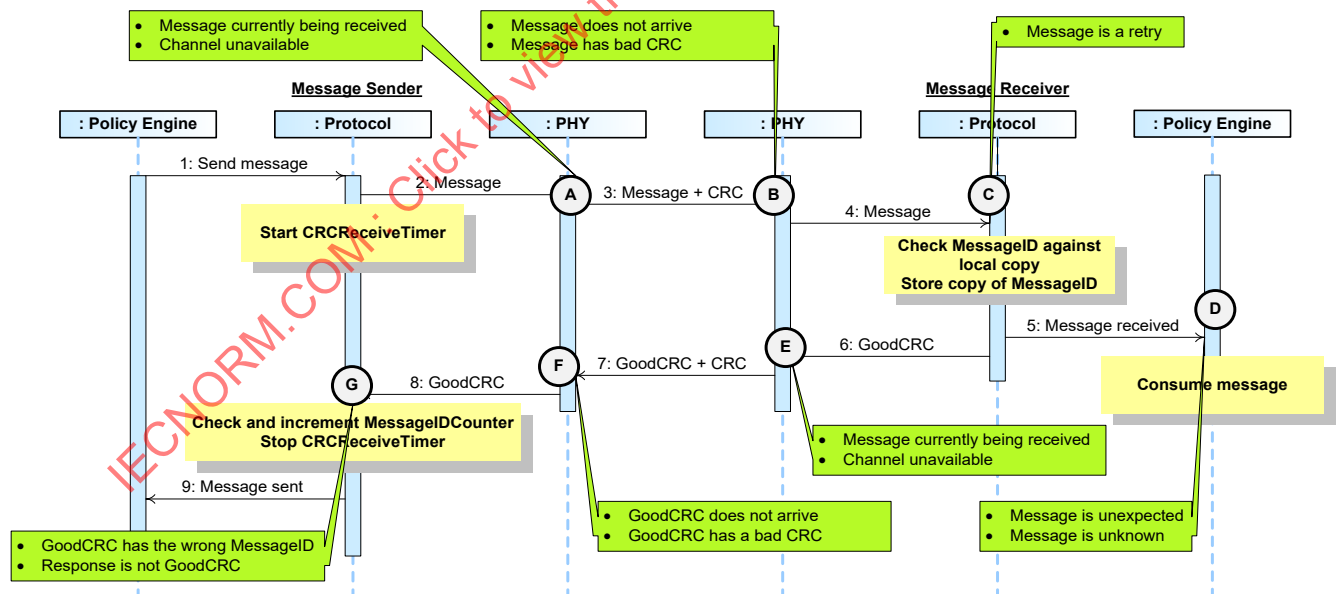 • Message currently being received
• Channel unavailable
• Message does not arrive
• Message has bad CRC
• Message is a retry
Message Sender
Message Receiver
: Policy Engine
: Protocol
: PHY
: PHY
: Protocol
: Policy Engine
1: Send message
2: Message
A
3: Message + CRC
B
4: Message
C
Start CRCReceiveTimer
Check MessageID against
local copy
Store copy of MessageID
D
5: Message received
6: GoodCRC
E
7: GoodCRC + CRC
F
8: GoodCRC
G
Consume message
Check and increment MessageIDCounter
Stop CRCReceiveTimer
• Message currently being received
• Channel unavailable
9: Message sent
• GoodCRC has the wrong MessageID
• Response is not GoodCRC
• GoodCRC does not arrive
• GoodCRC has a bad CRC
• Message is unexpected
• Message is unknown
IECNORM.COM : Click to view